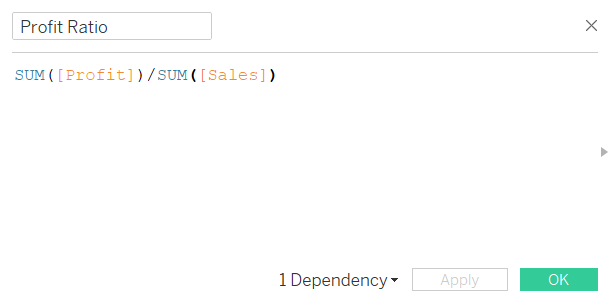 Profit Ratio
SUM([Profit])/SUM([Sales])
1 Dependency
Apply
OK